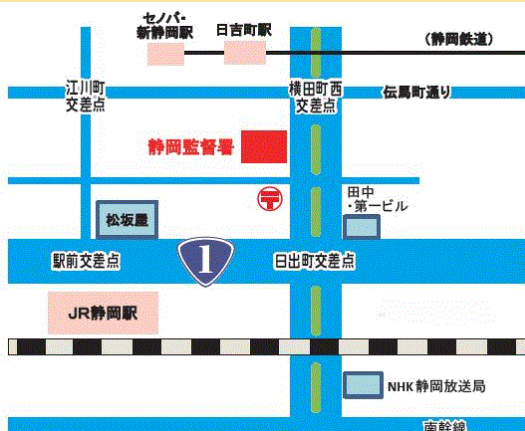 セノバ・
新静岡駅
日吉町駅
(静岡鉄道)
江川町
交差点
横田町西
交差点
伝馬町通り
静岡監督署
〒
田中
・第一ビル
松坂屋
駅前交差点
1
日出町交差点
JR静岡駅
NHK静岡放送局
南幹線